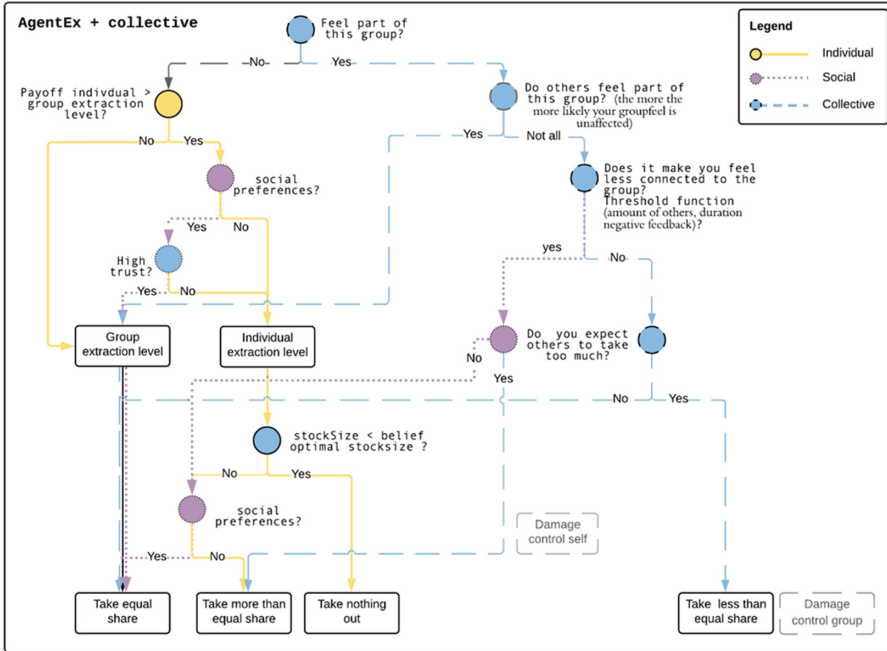 AgentEx + collective
Feel part of
this group?
Legend
Individual
Social
Collective
No
Yes
Payoff indivdual >
group extraction
level?
Do others feel part of
this group? (the more the
more likely your groupfeel is
unaffected)
No
Yes
Yes
Not all
social
preferences?
Does it make you feel
less connected to the
group?
Threshold function
(amount of others, duration
negative feedback)?
Yes
No
High
trust?
yes
No
Yes
No
Group
extraction level
Individual
extraction level
Do you expect
others to take
too much?
No
Yes
No
Yes
stockSize < belief
optimal stocksize ?
No
Yes
social
preferences?
Damage
control self
Yes
No
Take equal
share
Take more than
equal share
Take nothing
out
Take less than
equal share
Damage
control group